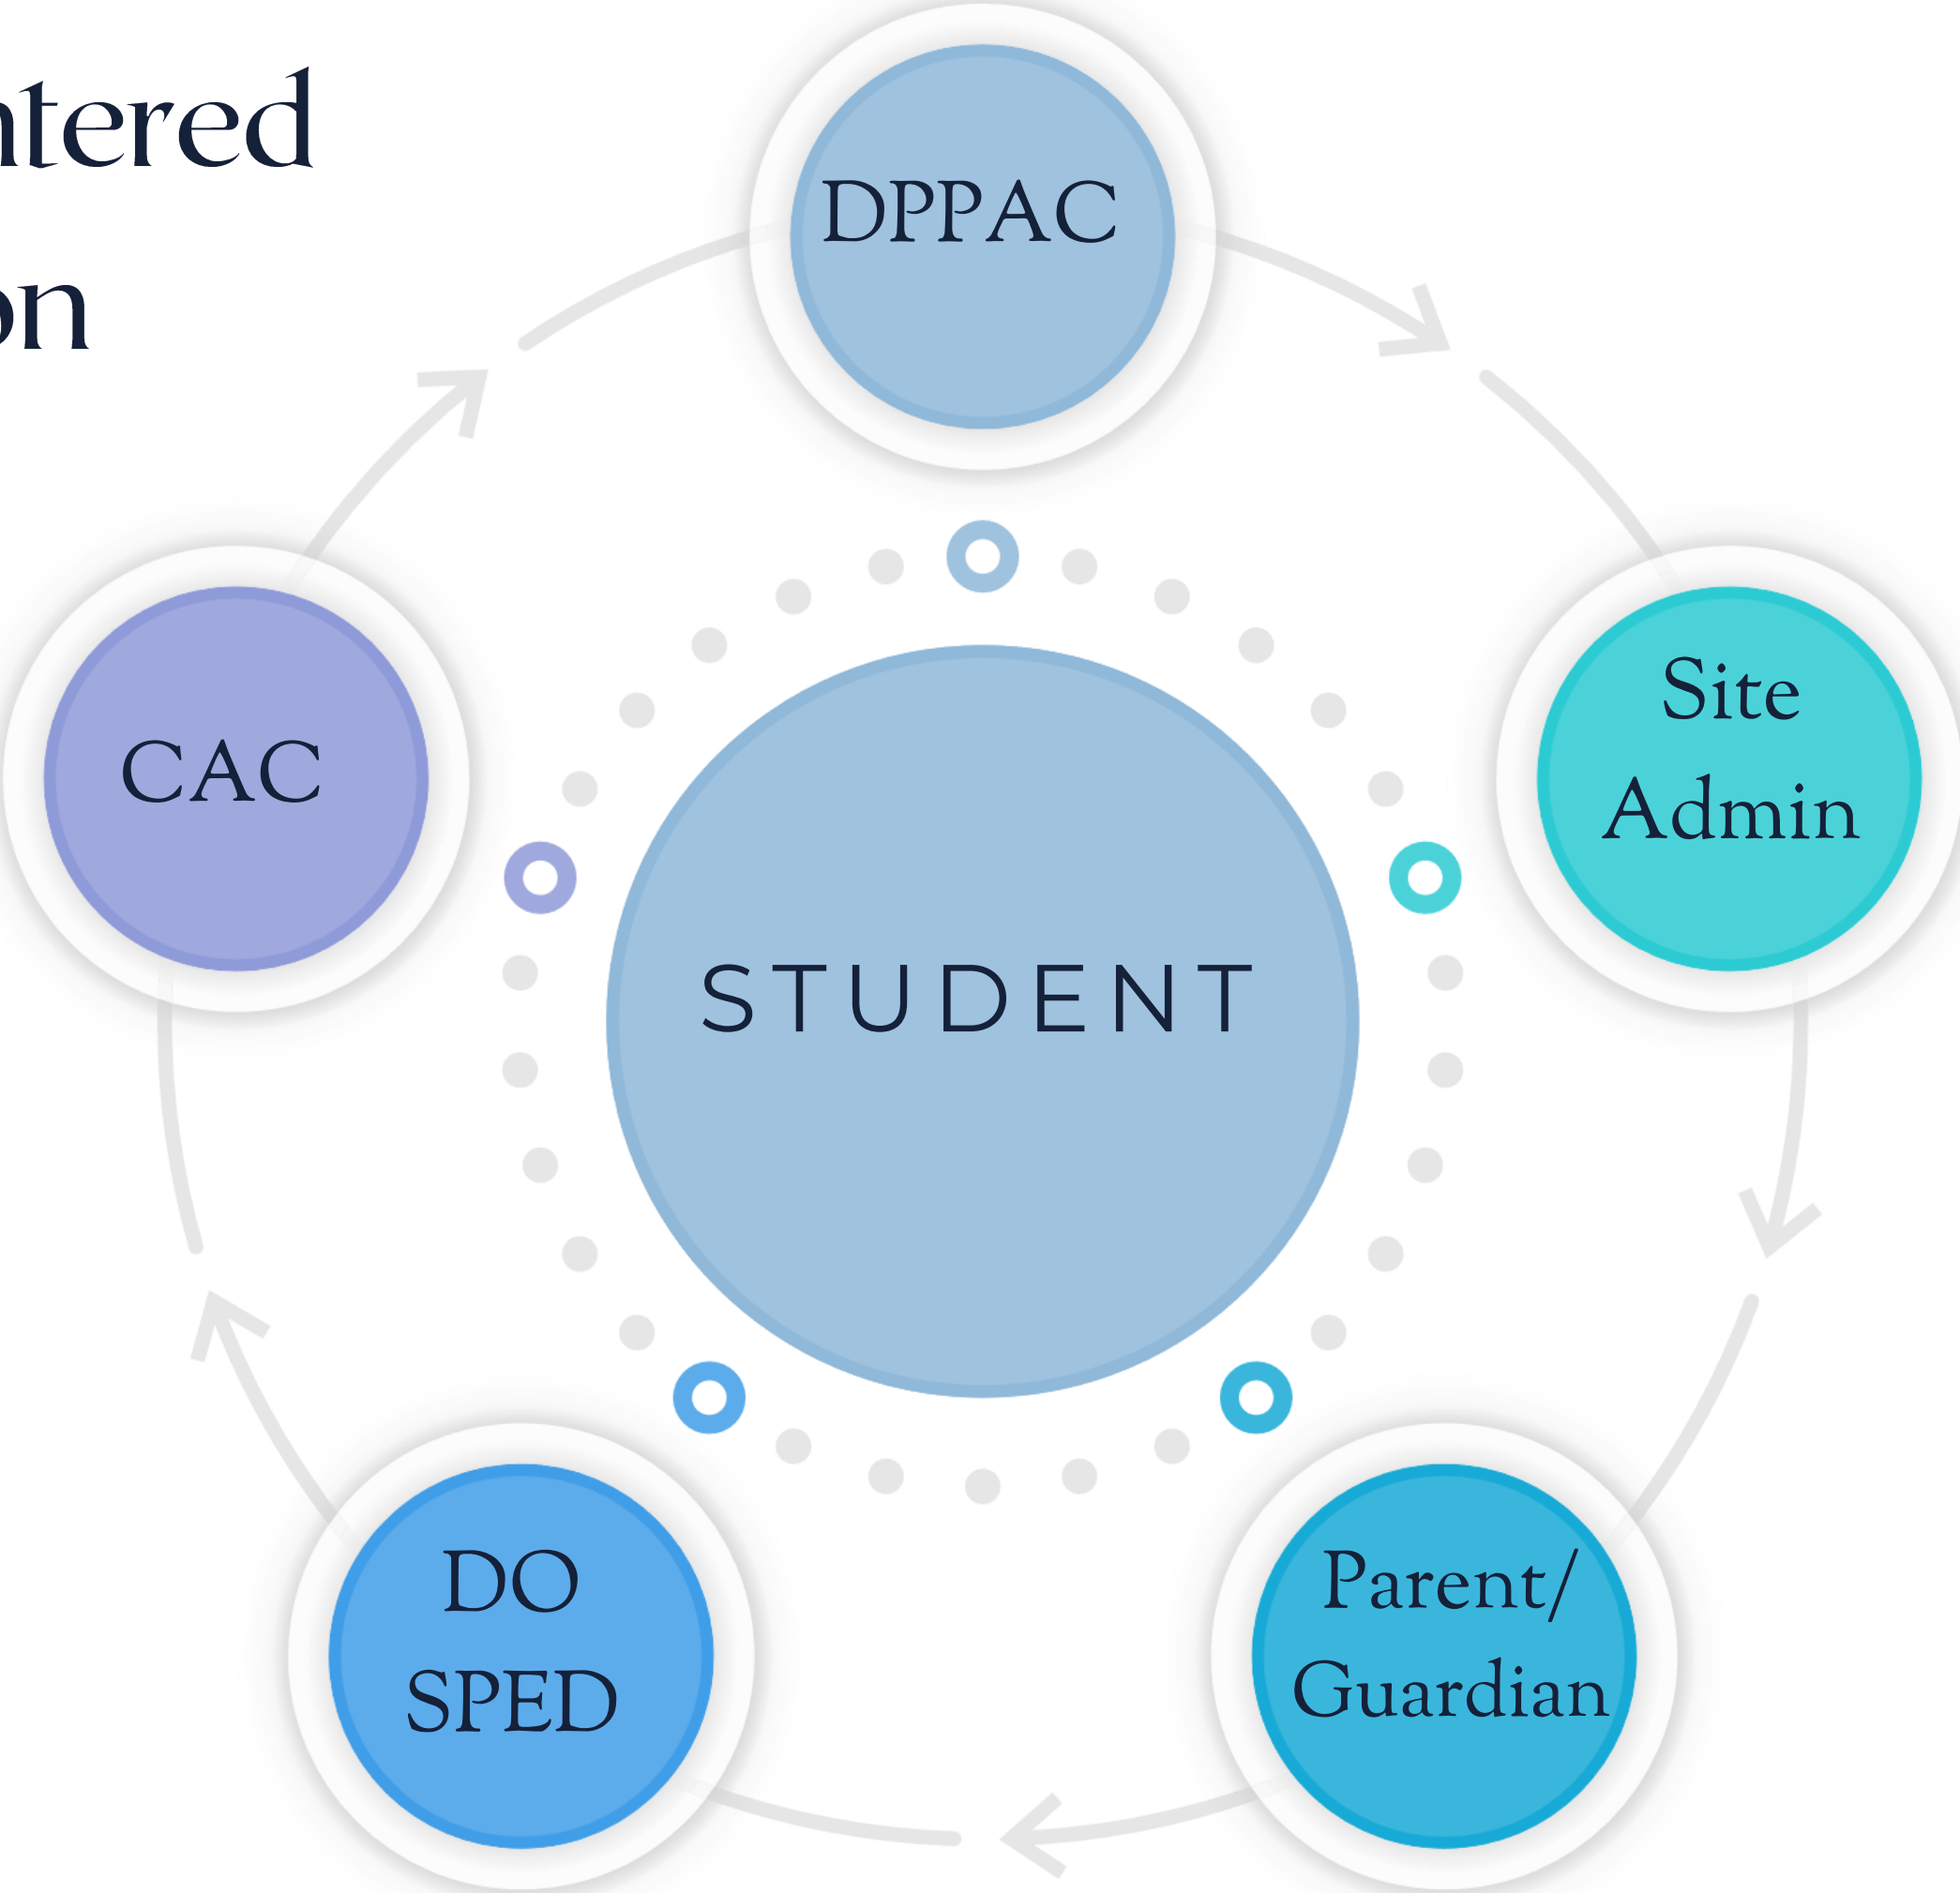 ntered
on
DPPAC
Site
Admin
CAC
STUDENT
DO
SPED
Parent/
Guardian